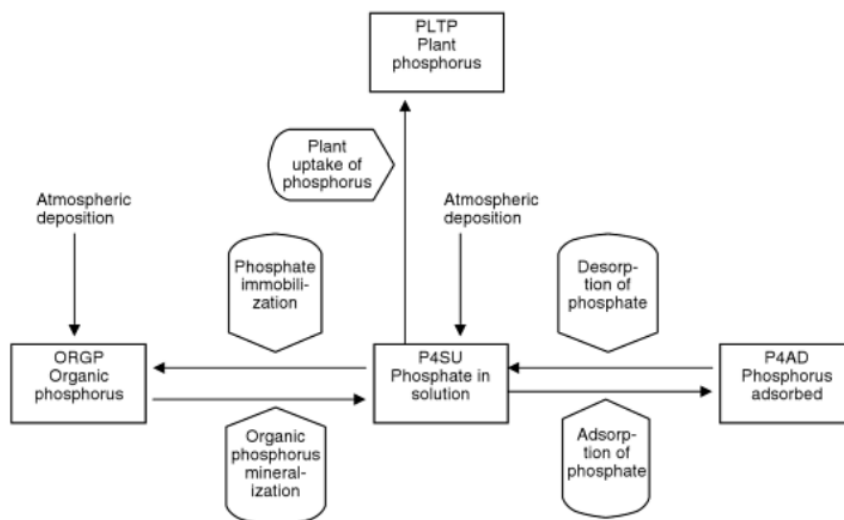 PLTP
Plant
phosphorus
Plant
uptake of
phosphorus
Atmospheric
deposition
Atmospheric
deposition
Phosphate
immobili-
zation
Desorp-
tion of
phosphate
ORGP
Organic
phosphorus
P4SU
Phosphate in
solution
P4AD
Phosphorus
adsorbed
Organic
phosphorus
mineral-
ization
Adsorp-
tion of
phosphate